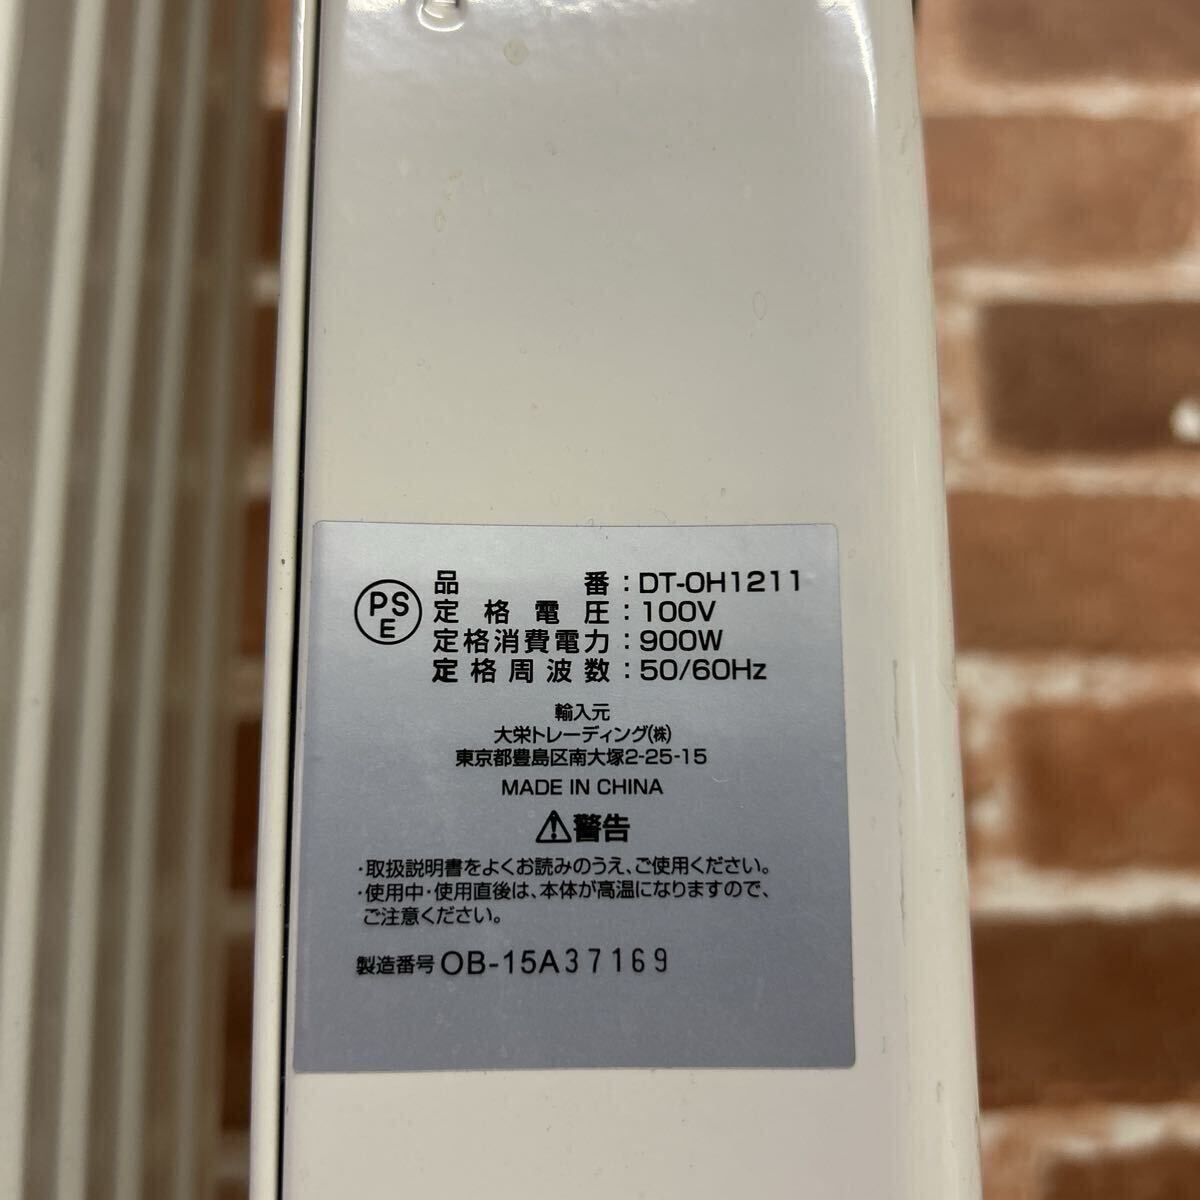 PS
E
品番：DT-OH1211
定格電圧：100V
定格消費電力：900W
定格周波数：50/60Hz
輸入元
大栄トレーディング(株)
東京都豊島区南大塚2-25-15
MADE IN CHINA
⚠警告
・取扱説明書をよくお読みのうえ、ご使用ください。
・使用中・使用直後は、本体が高温になりますので、
ご注意ください。
製造番号 OB-15A37169